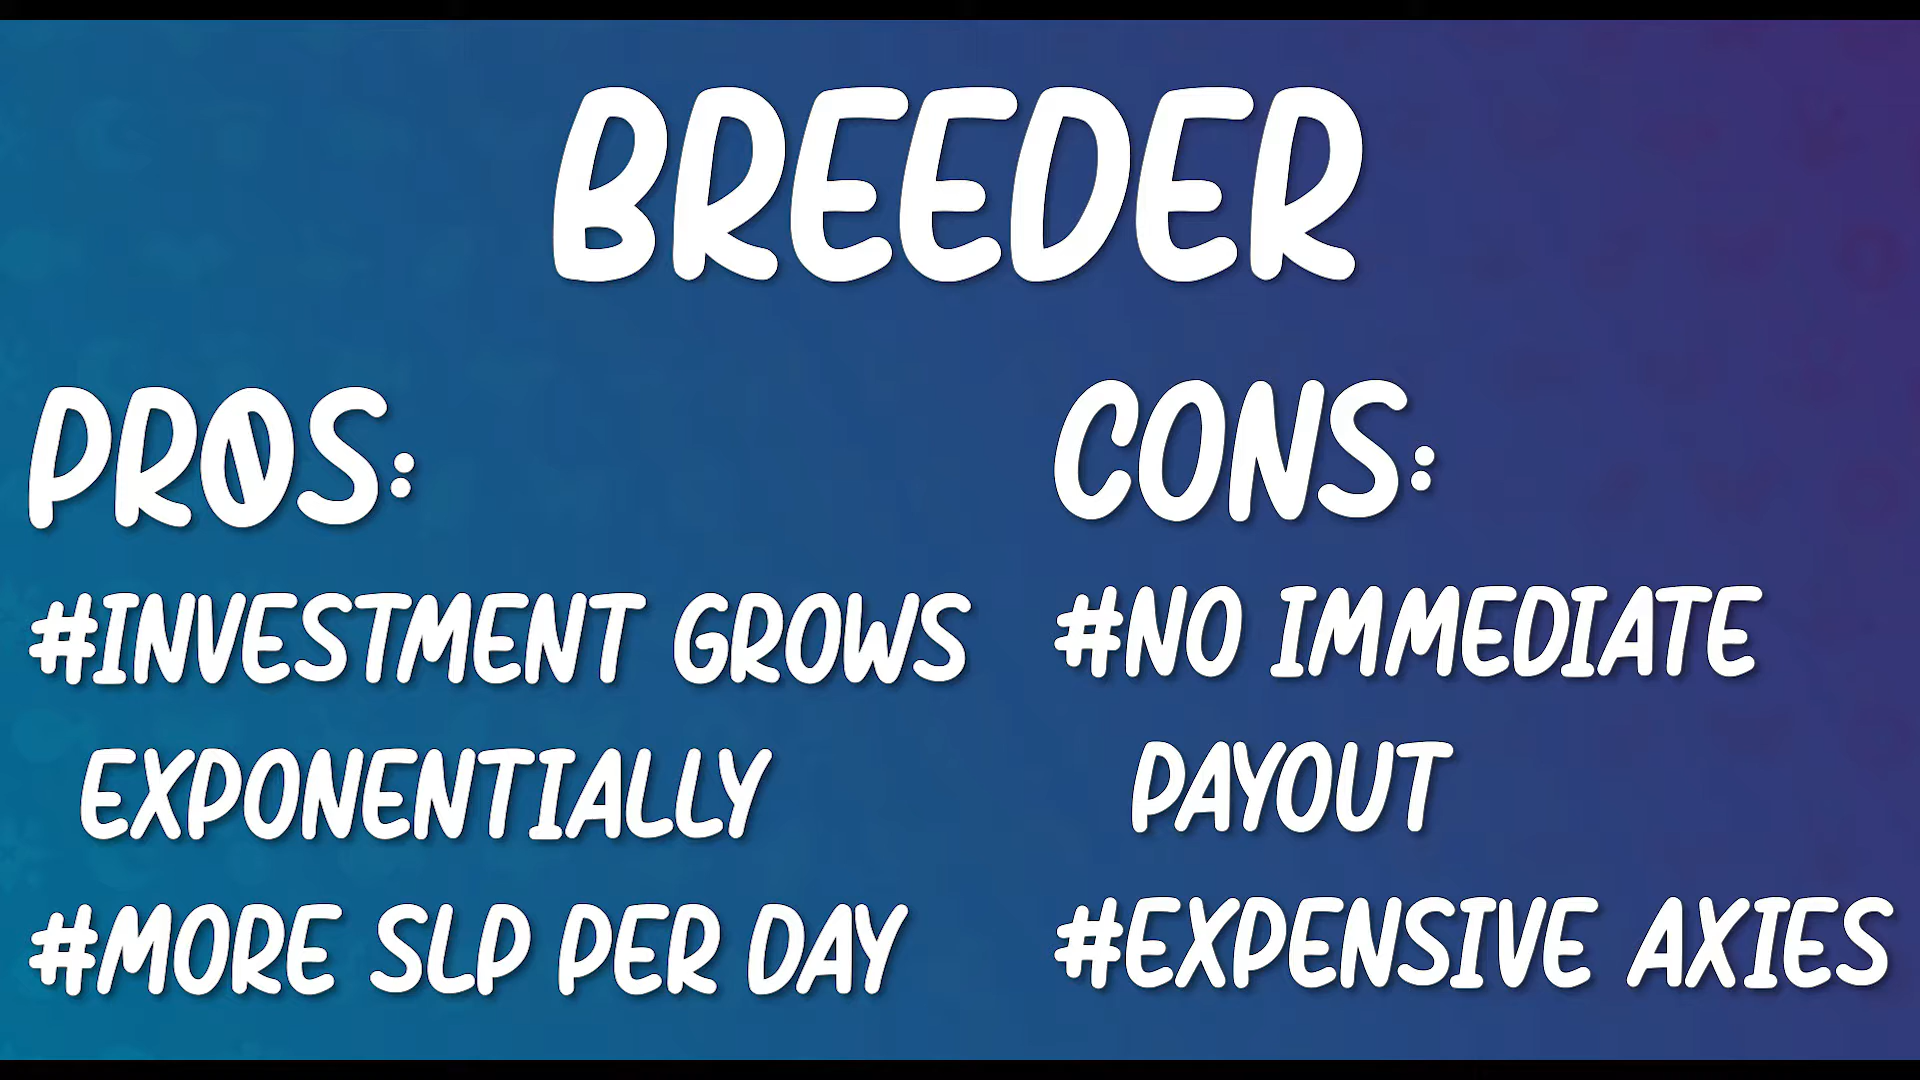 BREEDER
PROS:
#INVESTMENT GROWS
EXPONENTIALLY
#MORE SLP PER DAY
CONS:
#NO IMMEDIATE
PAYOUT
#EXPENSIVE AXIES